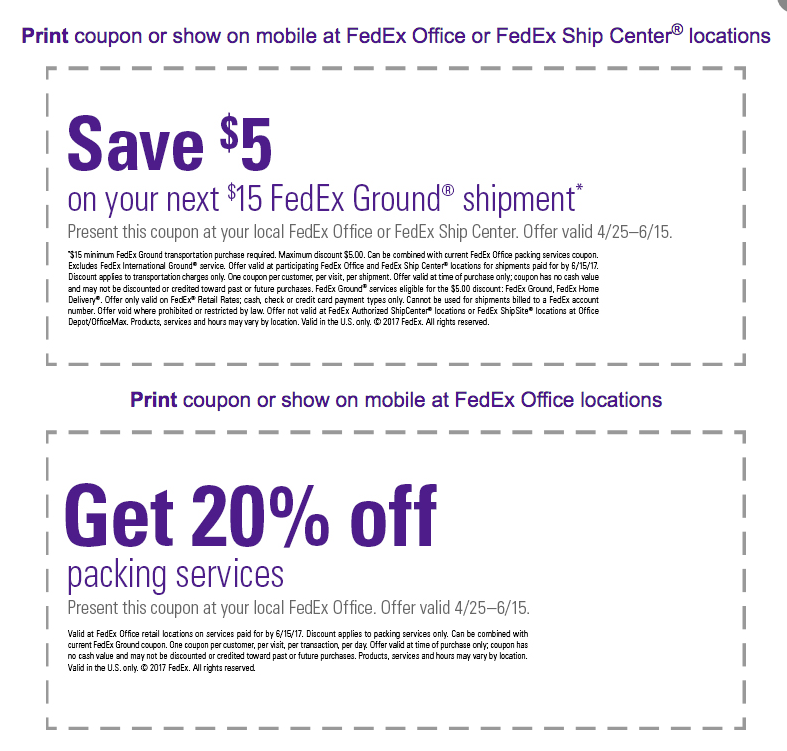 Print coupon or show on mobile at FedEx Office or FedEx Ship Center® locations
Save $5
on your next $15 FedEx Ground® shipment*
Present this coupon at your local FedEx Office or FedEx Ship Center. Offer valid 4/25–6/15.
*$15 minimum FedEx Ground transportation purchase required. Maximum discount $5.00. Can be combined with current FedEx Office packing services coupon.
Excludes FedEx International Ground® service. Offer valid at participating FedEx Office and FedEx Ship Center® locations for shipments paid for by 6/15/17.
Discount applies to transportation charges only. One coupon per customer, per visit, per shipment. Offer valid at time of purchase only; coupon has no cash value
and may not be discounted or credited toward past or future purchases. FedEx Ground® services eligible for the $5.00 discount: FedEx Ground, FedEx Home
Delivery®. Offer only valid on FedEx® Retail Rates; cash, check or credit card payment types only. Cannot be used for shipments billed to a FedEx account
number. Offer void where prohibited or restricted by law. Offer not valid at FedEx Authorized ShipCenter® locations or FedEx ShipSite® locations at Office
Depot/OfficeMax. Products, services and hours may vary by location. Valid in the U.S. only. © 2017 FedEx. All rights reserved.
Print coupon or show on mobile at FedEx Office locations
Get 20% off
packing services
Present this coupon at your local FedEx Office. Offer valid 4/25–6/15.
Valid at FedEx Office retail locations on services paid for by 6/15/17. Discount applies to packing services only. Can be combined with
current FedEx Ground coupon. One coupon per customer, per visit, per transaction, per day. Offer valid at time of purchase only; coupon has
no cash value and may not be discounted or credited toward past or future purchases. Products, services and hours may vary by location.
Valid in the U.S. only. © 2017 FedEx. All rights reserved.